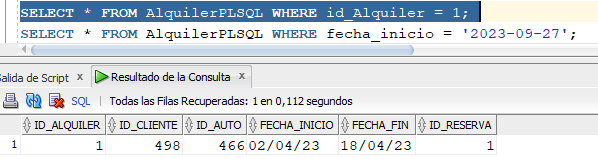 SELECT * FROM AlquilerPLSQL WHERE id_Alquiler = 1;
SELECT * FROM AlquilerPLSQL WHERE fecha_inicio = '2023-09-27';
Salida de Script x Resultado de la Consulta x
SQL | Todas las Filas Recuperadas: 1 en 0,112 segundos
ID_ALQUILER ID_CLIENTE ID_AUTO FECHA_INICIO FECHA_FIN ID_RESERVA
1 1 498 466 02/04/23 18/04/23 1